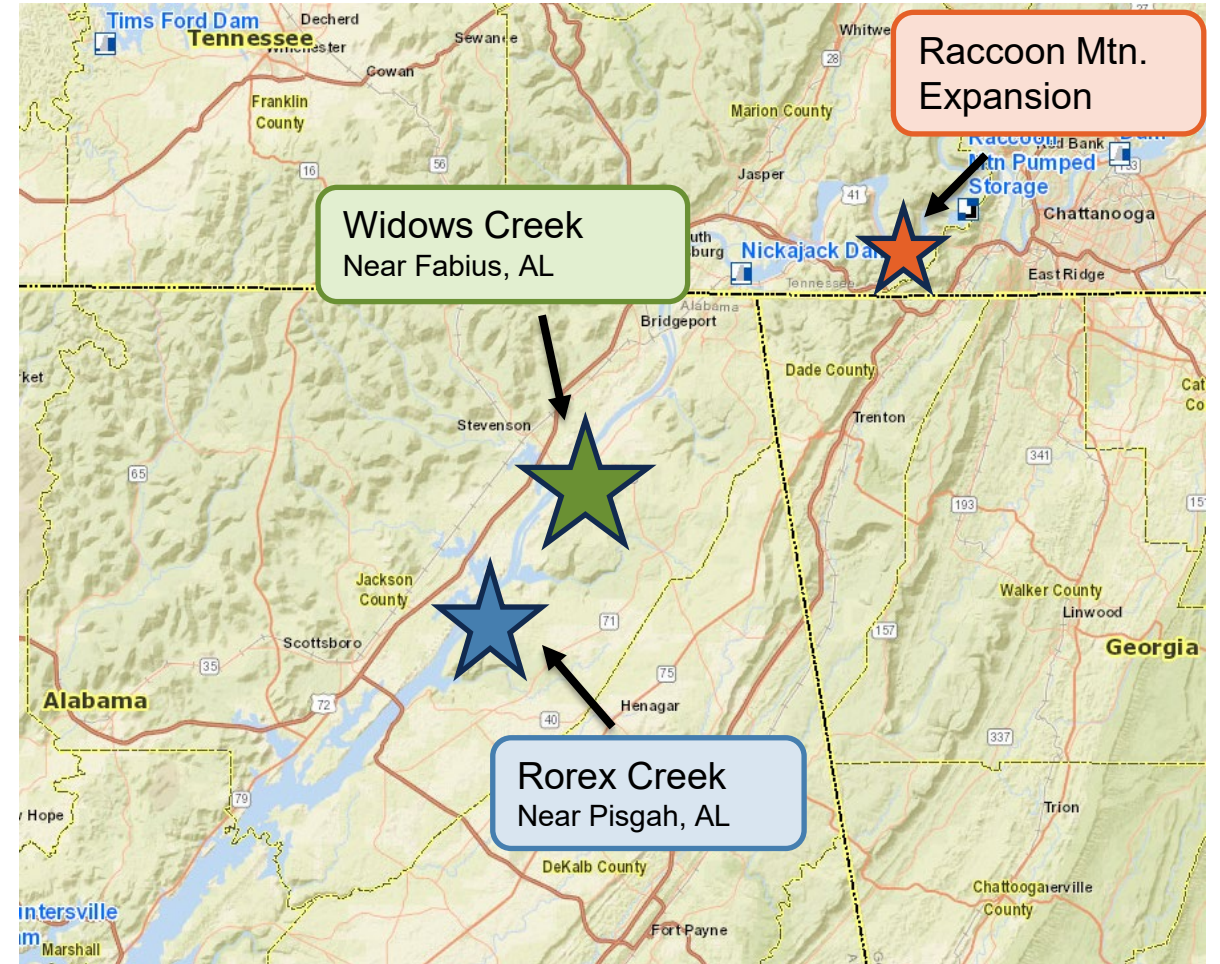 Tims Ford Dam
Decherd
Tennessee
Sewanee
Cowan
Franklin
County
16
56
Whitwe
28
27
Marion County
Jasper
41
Raccoon Mtn.
Expansion
Raccoon
Mtn Pumped
Storage
Red Bank
Dam
153
Chattanooga
East Ridge
Nickajack
Tennessee
Alabama
Widows Creek
Near Fabius, AL
Bridgeport
Dade County
Trenton
Stevenson
65
341
193
Jackson
County
Walker County
Linwood
Georgia
71
157
Scottsboro
35
75
Alabama
72
Henagar
40
337
Rorex Creek
Near Pisgah, AL
79
Hope
Trion
DeKalb County
Chattooga
County
Fort Payne
Marshall